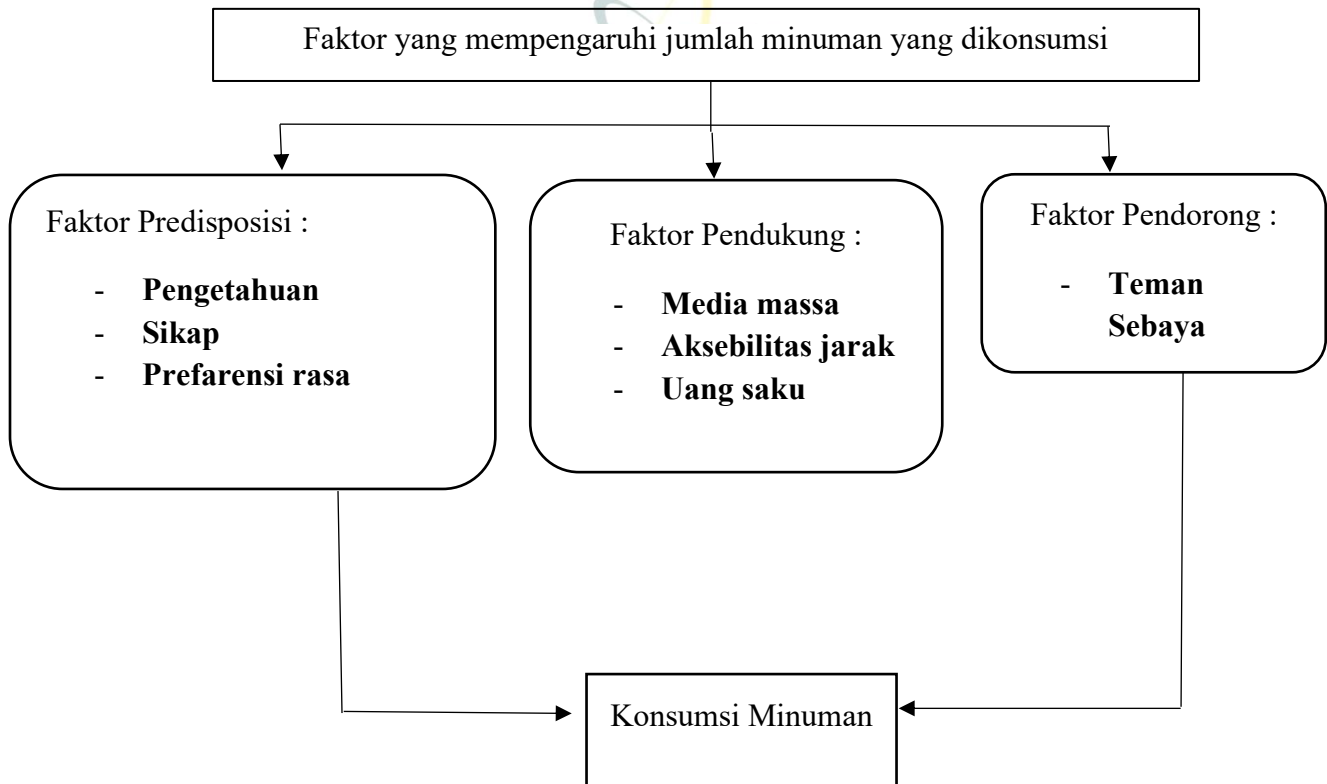 Faktor yang mempengaruhi jumlah minuman yang dikonsumsi
Faktor Predisposisi :
- Pengetahuan
- Sikap
- Prefarensi rasa
Faktor Pendukung :
- Media massa
- Aksebilitas jarak
- Uang saku
Faktor Pendorong :
- Teman
Sebaya
Konsumsi Minuman